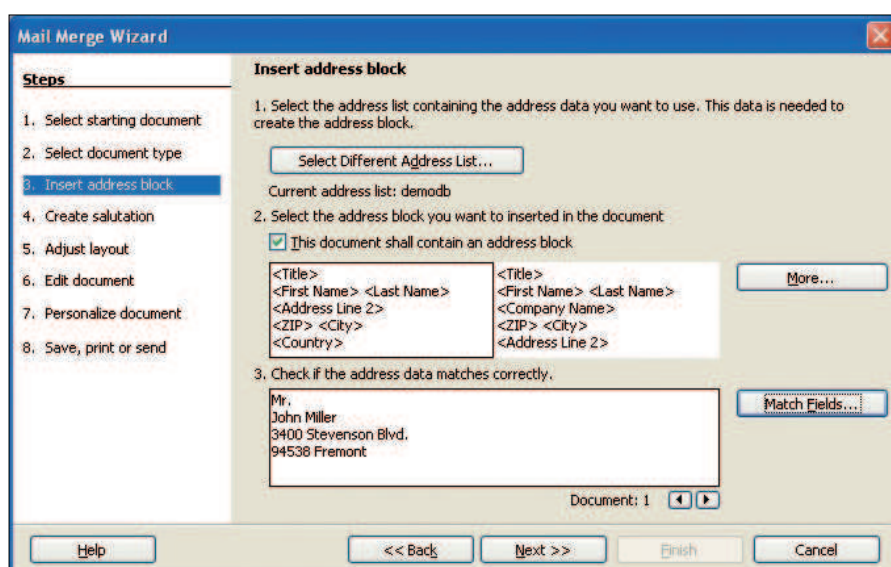 Mail Merge Wizard
Steps
1. Select starting document
2. Select document type
3. Insert address block
4. Create salutation
5. Adjust layout
6. Edit document
7. Personalize document
8. Save, print or send
Insert address block
1. Select the address list containing the address data you want to use. This data is needed to
create the address block.
Select Different Address List...
Current address list: demodb
2. Select the address block you want to inserted in the document
This document shall contain an address block
<Title>
<First Name> <Last Name>
<Address Line 2>
<ZIP> <City>
<Country>
<Title>
<First Name> <Last Name>
<Company Name>
<ZIP> <City>
<Address Line 2>
More...
3. Check if the address data matches correctly.
Mr.
John Miller
3400 Stevenson Blvd.
94538 Fremont
Match Fields...
Document: 1
Help
<< Back
Next >>
Finish
Cancel